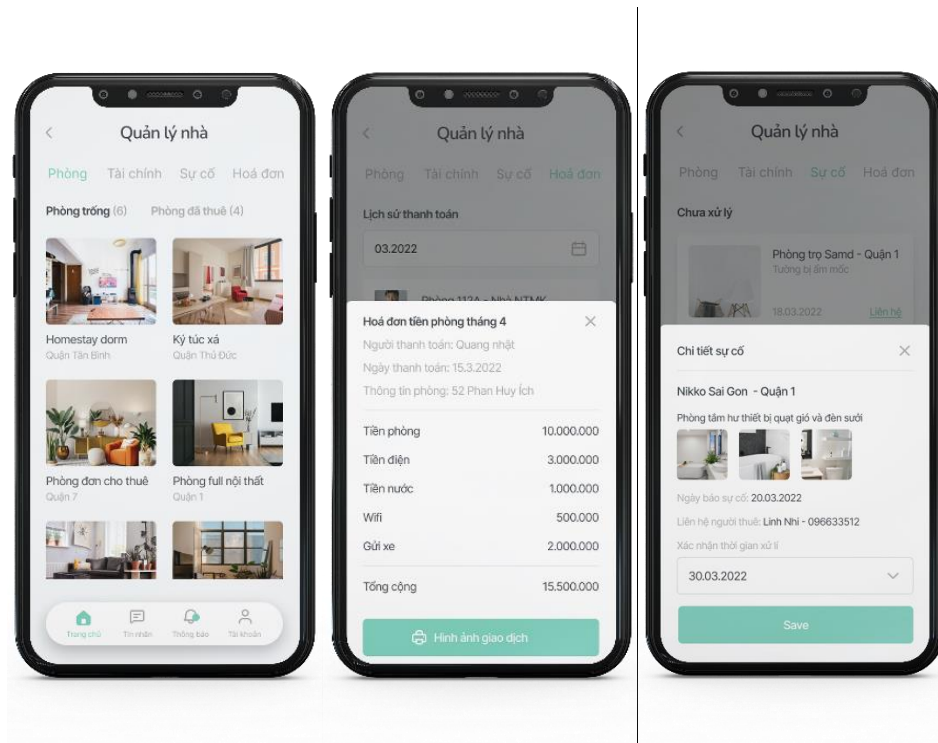 Quản lý nhà
Phòng Tài chính Sự cố Hoá đơn
Phòng trống (6) Phòng đã thuê (4)
Homestay dorm
Quận Tân Bình
Ký túc xá
Quận Thủ Đức
Phòng đơn cho thuê
Quận 7
Phòng full nội thất
Quận 1
Trang chủ Tin nhắn Thông báo Tài khoản
Quản lý nhà
Phòng Tài chính Sự cố Hoá đơn
Lịch sử thanh toán
03.2022
Phòng 112A - Nhà NTMK
Hoá đơn tiền phòng tháng 4
Người thanh toán: Quang nhật
Ngày thanh toán: 15.3.2022
Thông tin phòng: 52 Phan Huy Ích
Tiền phòng 10.000.000
Tiền điện 3.000.000
Tiền nước 1.000.000
Wifi 500.000
Gửi xe 2.000.000
Tổng cộng 15.500.000
Hình ảnh giao dịch
Quản lý nhà
Phòng Tài chính Sự cố Hoá đơn
Chưa xử lý
Phòng trọ Samd - Quận 1
Tường bị ẩm mốc
18.03.2022 Liên hệ
Chi tiết sự cố
Nikko Sai Gon - Quận 1
Phòng tắm hư thiết bị quạt gió và đèn sưởi
Ngày báo sự cố: 20.03.2022
Liên hệ người thuê: Linh Nhi - 096633512
Xác nhận thời gian xử lí
30.03.2022
Save